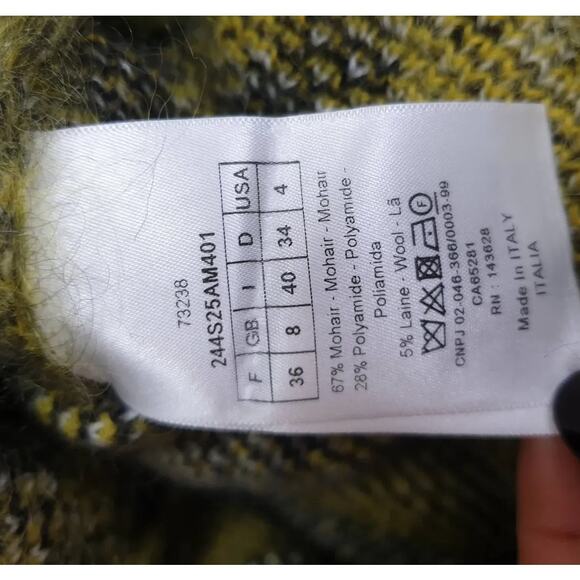 73238
244S25AM401
F GB I D USA
36 8 40 34 4
67% Mohair - Mohair - Mohair
28% Polyamide - Polyamide -
Poliamida
5% Laine - Wool - Lã
F
CNPJ 02-046-366/0003-99
CA65281
RN : 143628
Made in ITALY
ITALIA